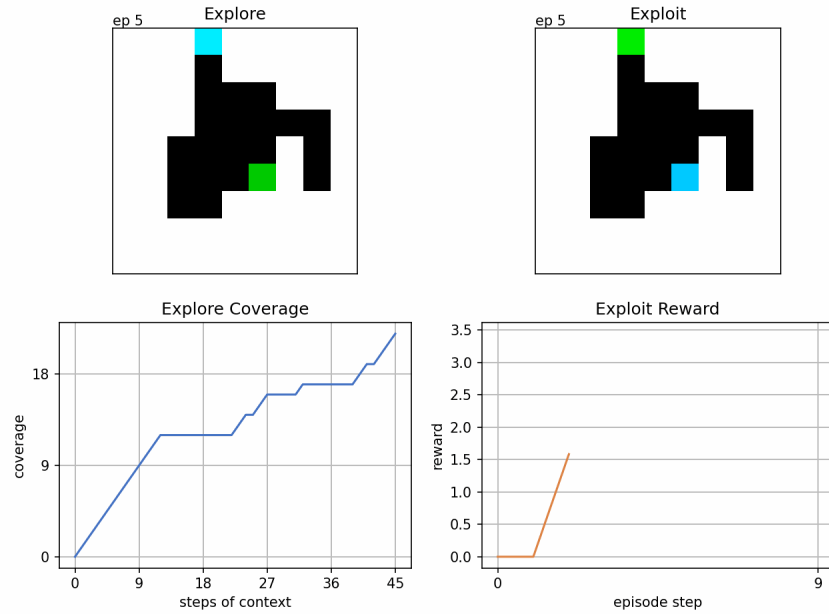 Explore
ep 5
Exploit
ep 5
Explore Coverage
18
9
0
coverage
0 9 18 27 36 45
steps of context
Exploit Reward
3.5
3.0
2.5
2.0
1.5
1.0
0.5
0.0
reward
0 9
episode step